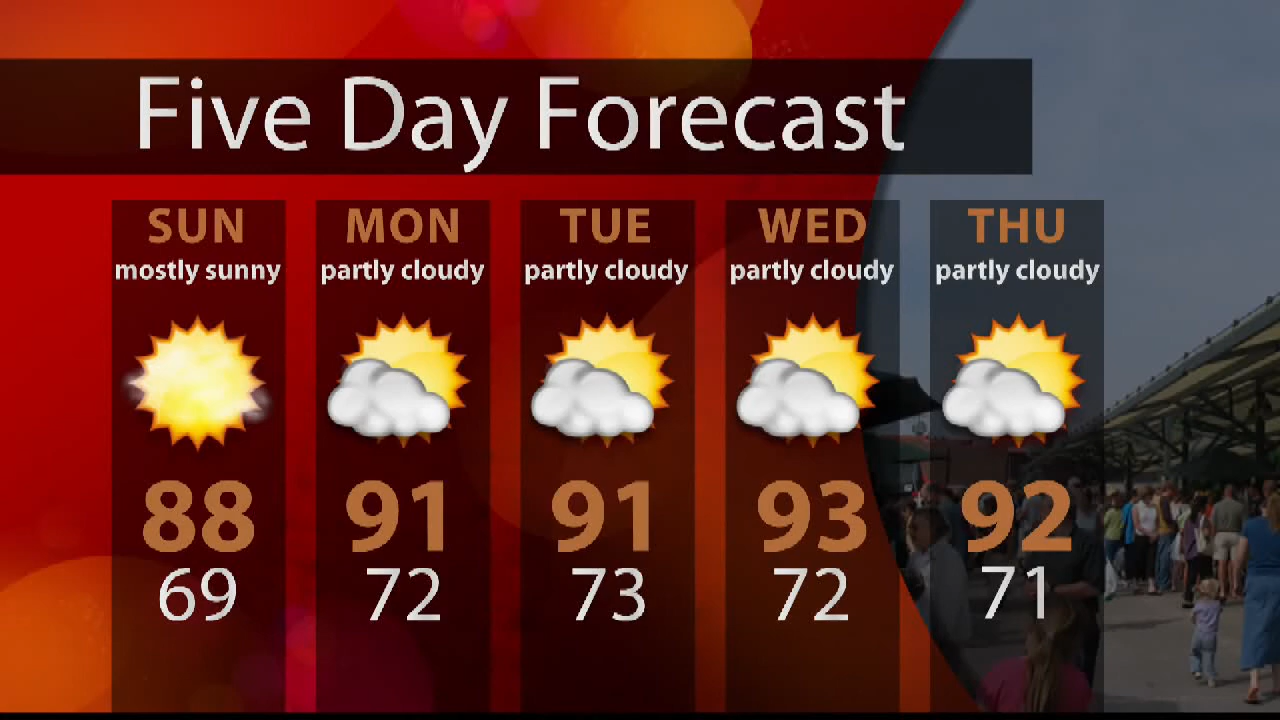 Five Day Forecast
SUN MON TUE WED THU
mostly sunny partly cloudy partly cloudy partly cloudy partly cloudy
88 91 91 93 92
69 72 73 72 71